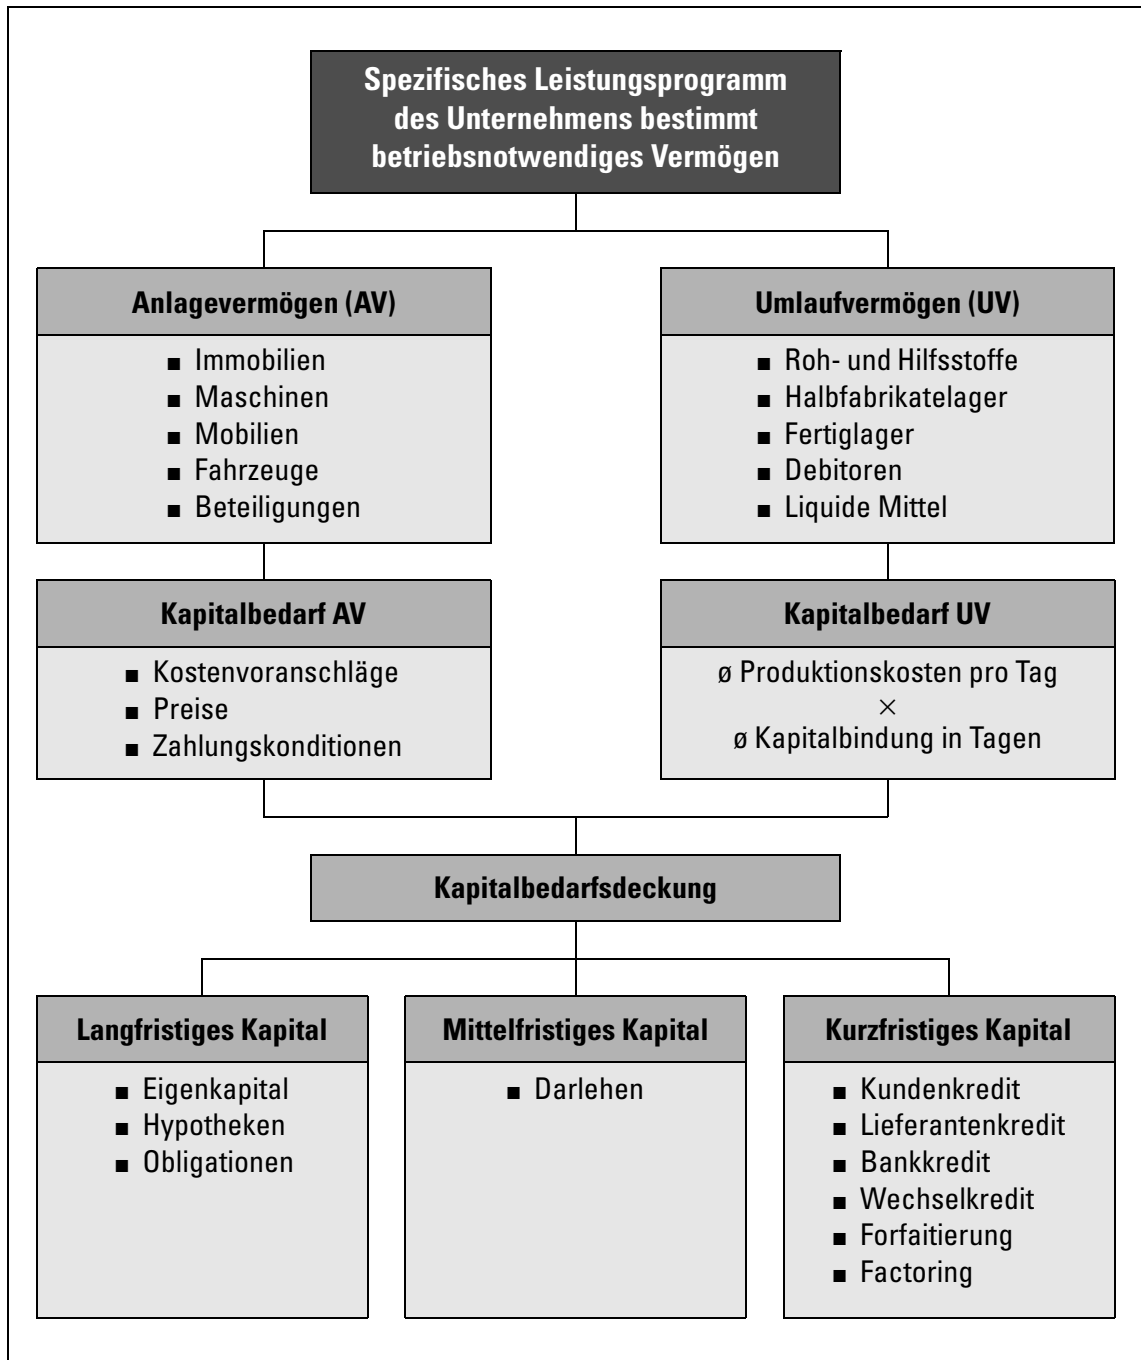 Spezifisches Leistungsprogramm
des Unternehmens bestimmt
betriebsnotwendiges Vermögen
Anlagevermögen (AV)
■ Immobilien
■ Maschinen
■ Mobilien
■ Fahrzeuge
■ Beteiligungen
Umlaufvermögen (UV)
■ Roh- und Hilfsstoffe
■ Halbfabrikatelager
■ Fertiglager
■ Debitoren
■ Liquide Mittel
Kapitalbedarf AV
■ Kostenvoranschläge
■ Preise
■ Zahlungskonditionen
Kapitalbedarf UV
ø Produktionskosten pro Tag
×
ø Kapitalbindung in Tagen
Kapitalbedarfsdeckung
Langfristiges Kapital
■ Eigenkapital
■ Hypotheken
■ Obligationen
Mittelfristiges Kapital
■ Darlehen
Kurzfristiges Kapital
■ Kundenkredit
■ Lieferantenkredit
■ Bankkredit
■ Wechselkredit
■ Forfaitierung
■ Factoring